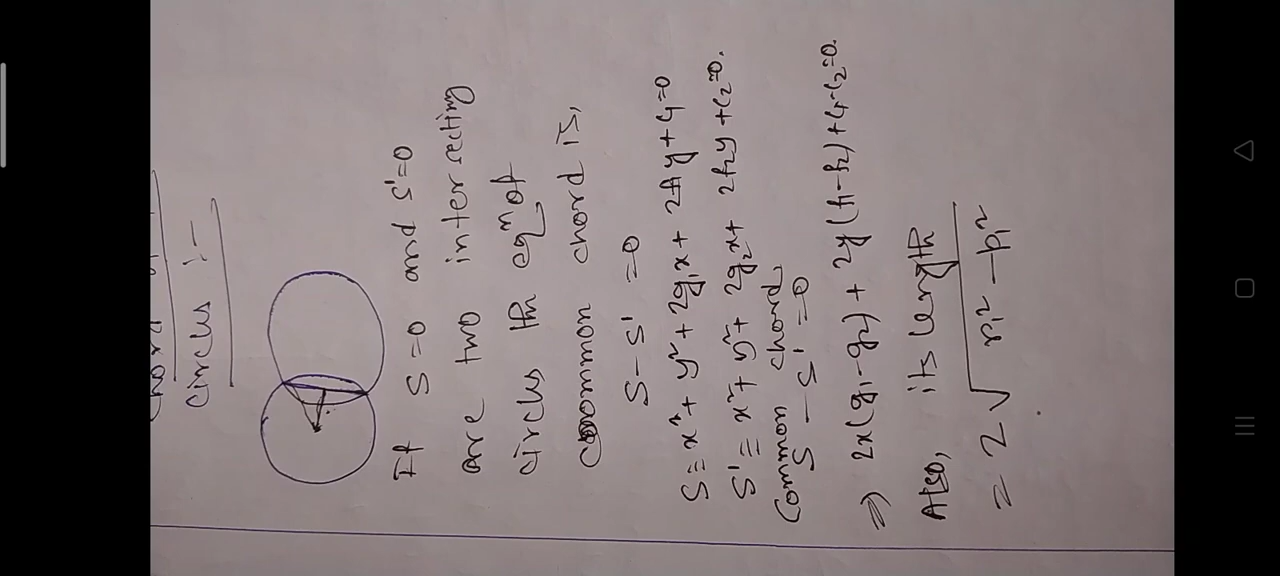 circles :-
If S=0 and S'=0
are two intersecting
circles the eqⁿ of
common chord is,
S-S'=0
S ≡ x²+y²+2g₁x+2f₁y+c₁=0
S' ≡ x²+y²+2g₂x+2f₂y+c₂=0.
Common chord
S-S'=0
⇒ 2x(g₁-g₂)+2y(f₁-f₂)+c₁-c₂=0.
Also, its length
= 2√r₁²-p₁²